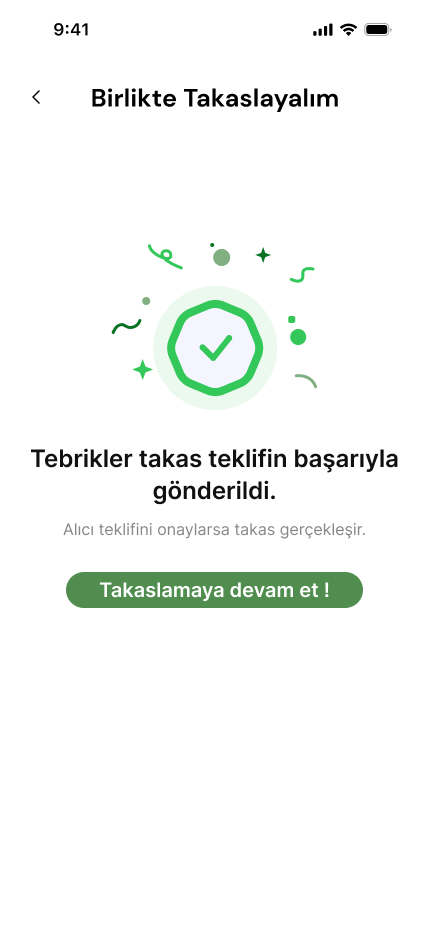 9:41
Birlikte Takaslayalım
Tebrikler takas teklifin başarıyla
gönderildi.
Alıcı teklifini onaylarsa takas gerçekleşir.
Takaslamaya devam et !